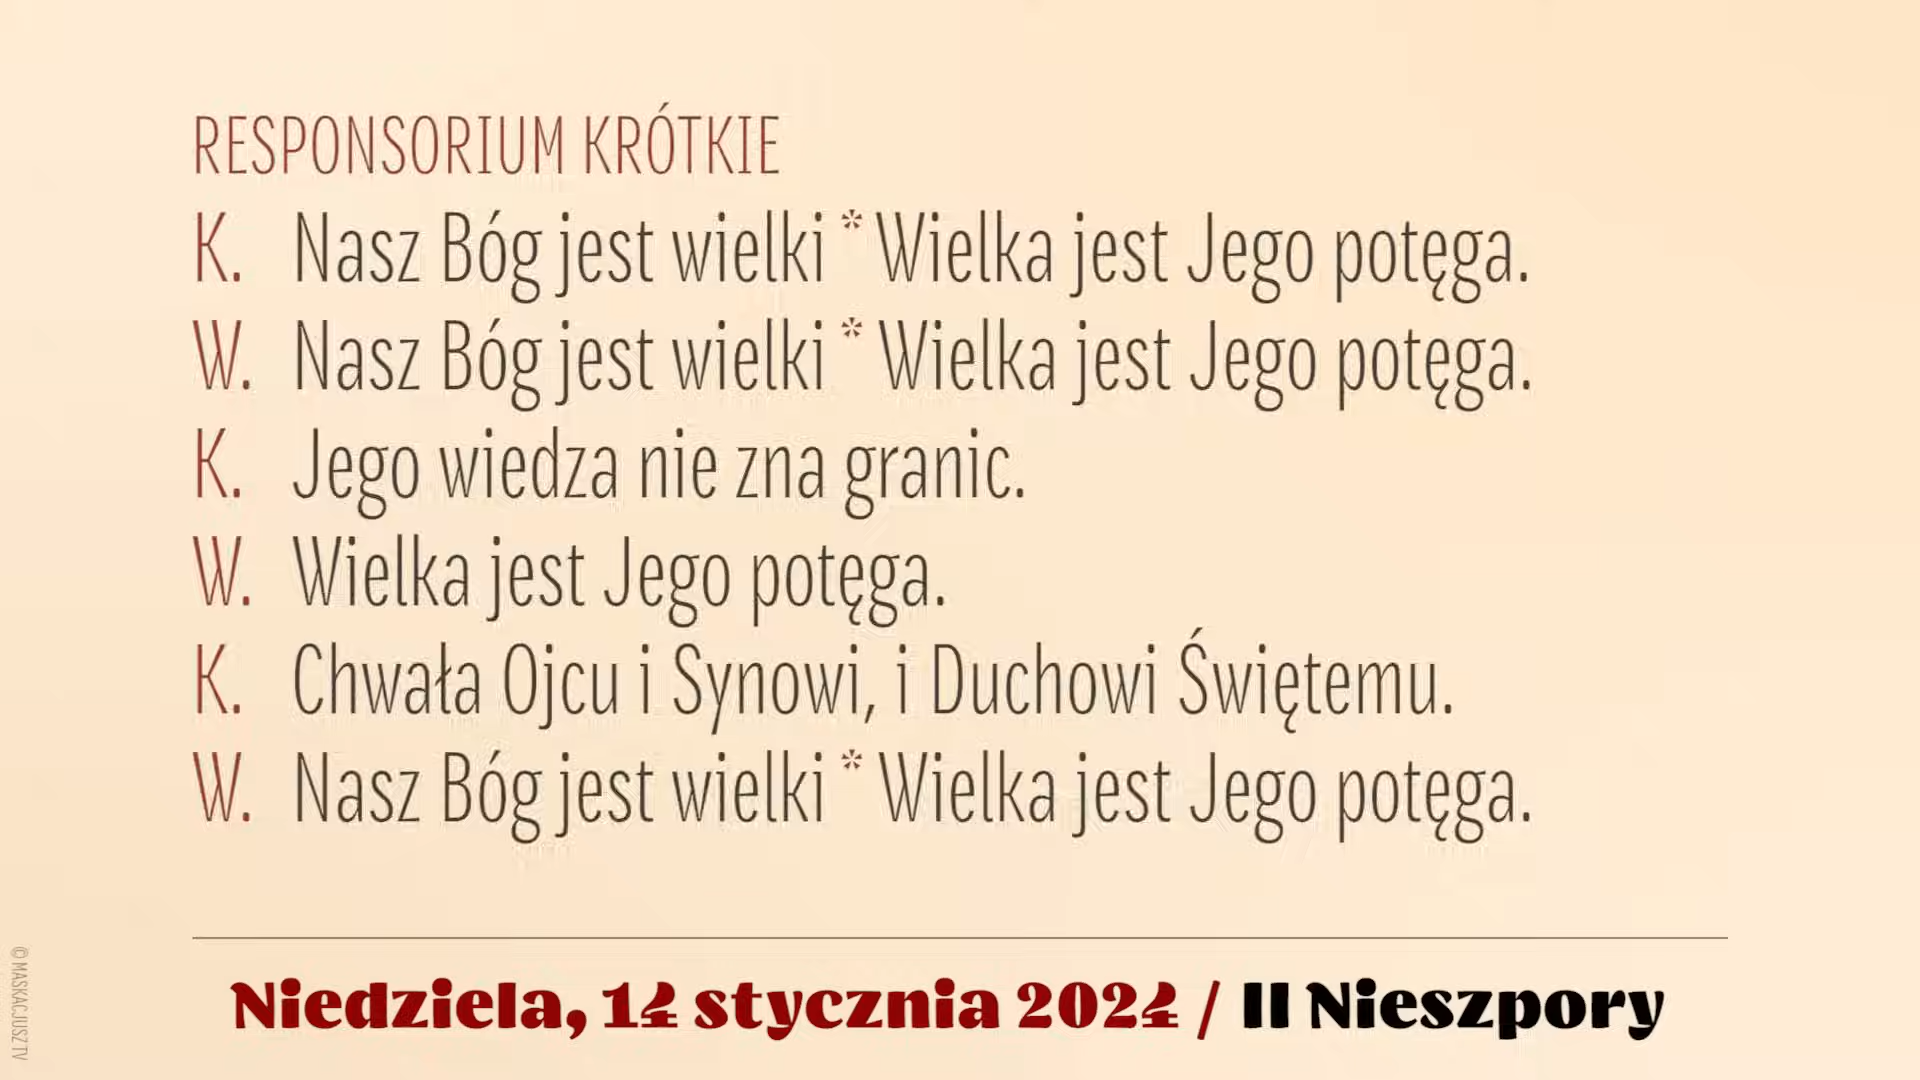 RESPONSORIUM KRÓTKIE
K. Nasz Bóg jest wielki * Wielka jest Jego potęga.
W. Nasz Bóg jest wielki * Wielka jest Jego potęga.
K. Jego wiedza nie zna granic.
W. Wielka jest Jego potęga.
K. Chwała Ojcu i Synowi, i Duchowi Świętemu.
W. Nasz Bóg jest wielki * Wielka jest Jego potęga.
Niedziela, 14 stycznia 2024 / II Nieszpory
© MASKACJUSZ TV